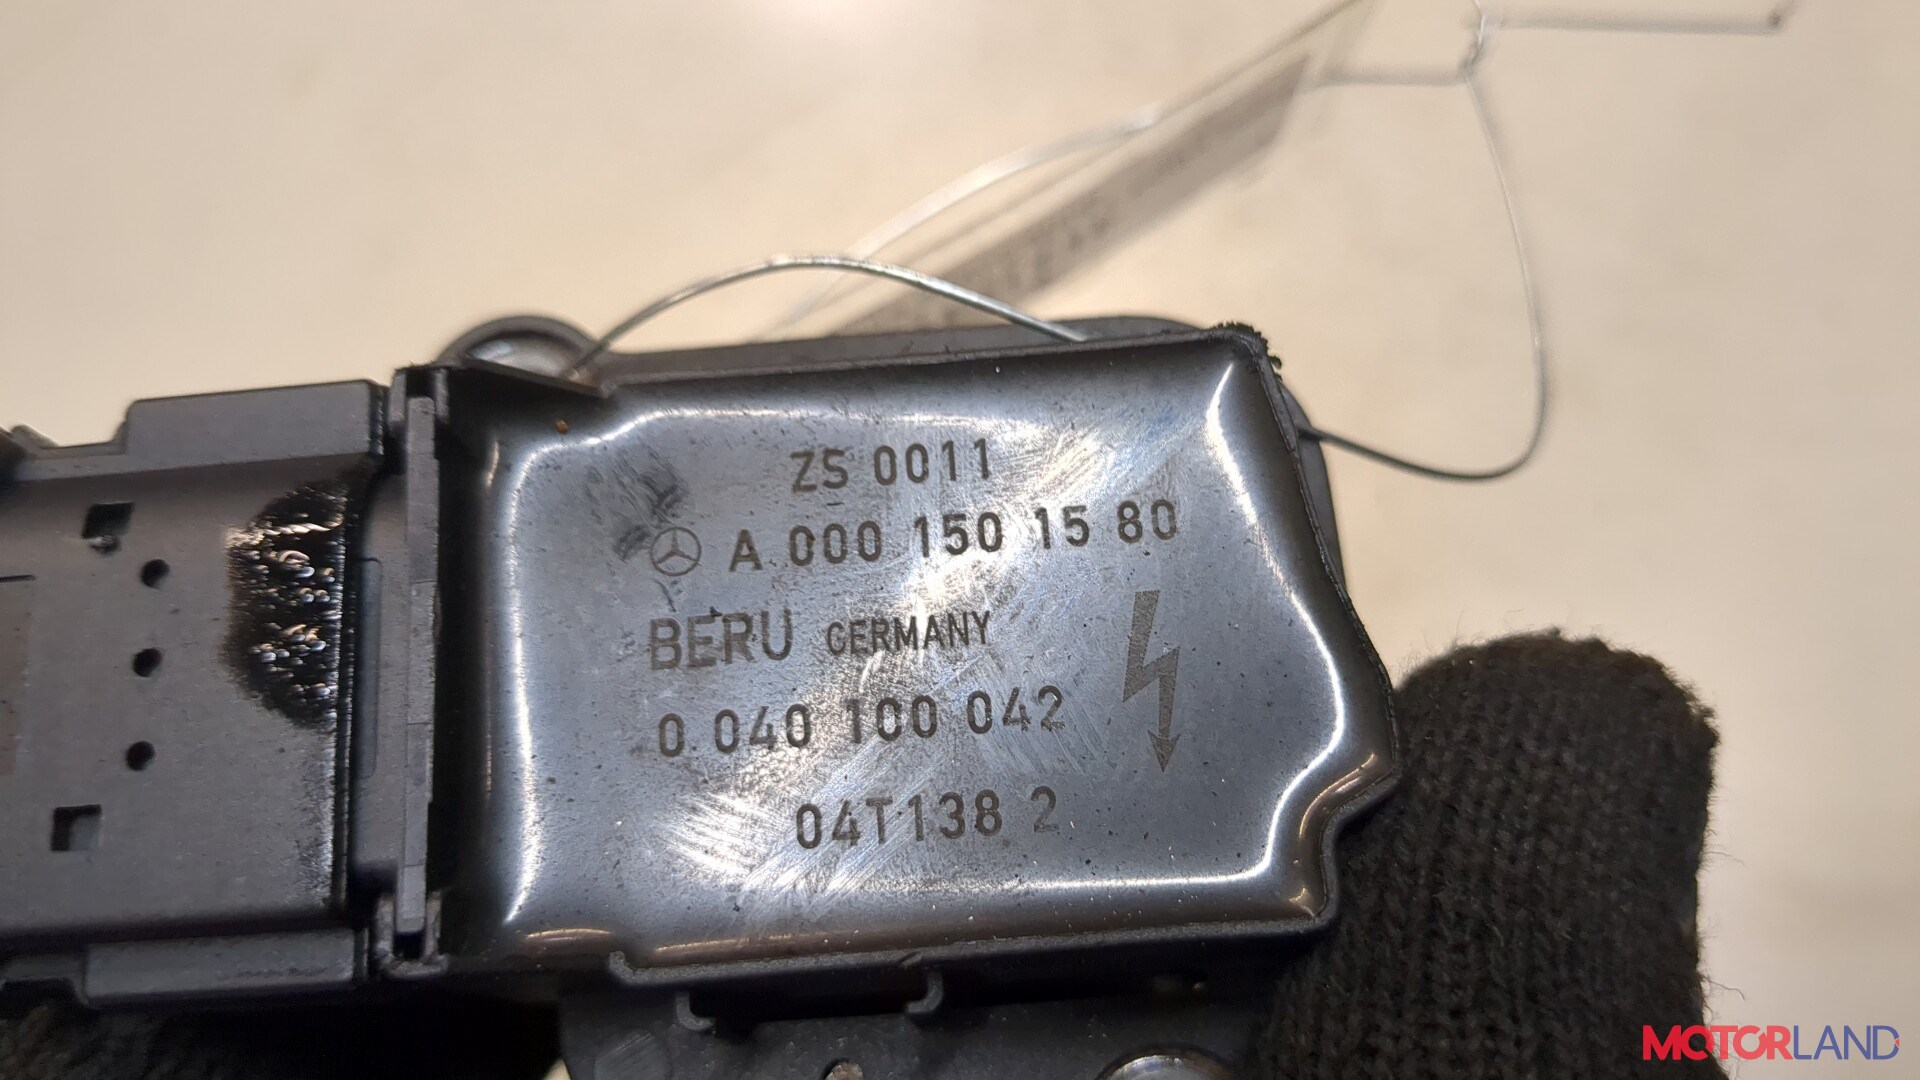 ZS 0011
A 000 150 15 80
BERU GERMANY
0 040 100 042
04T138 2
MOTORLAND